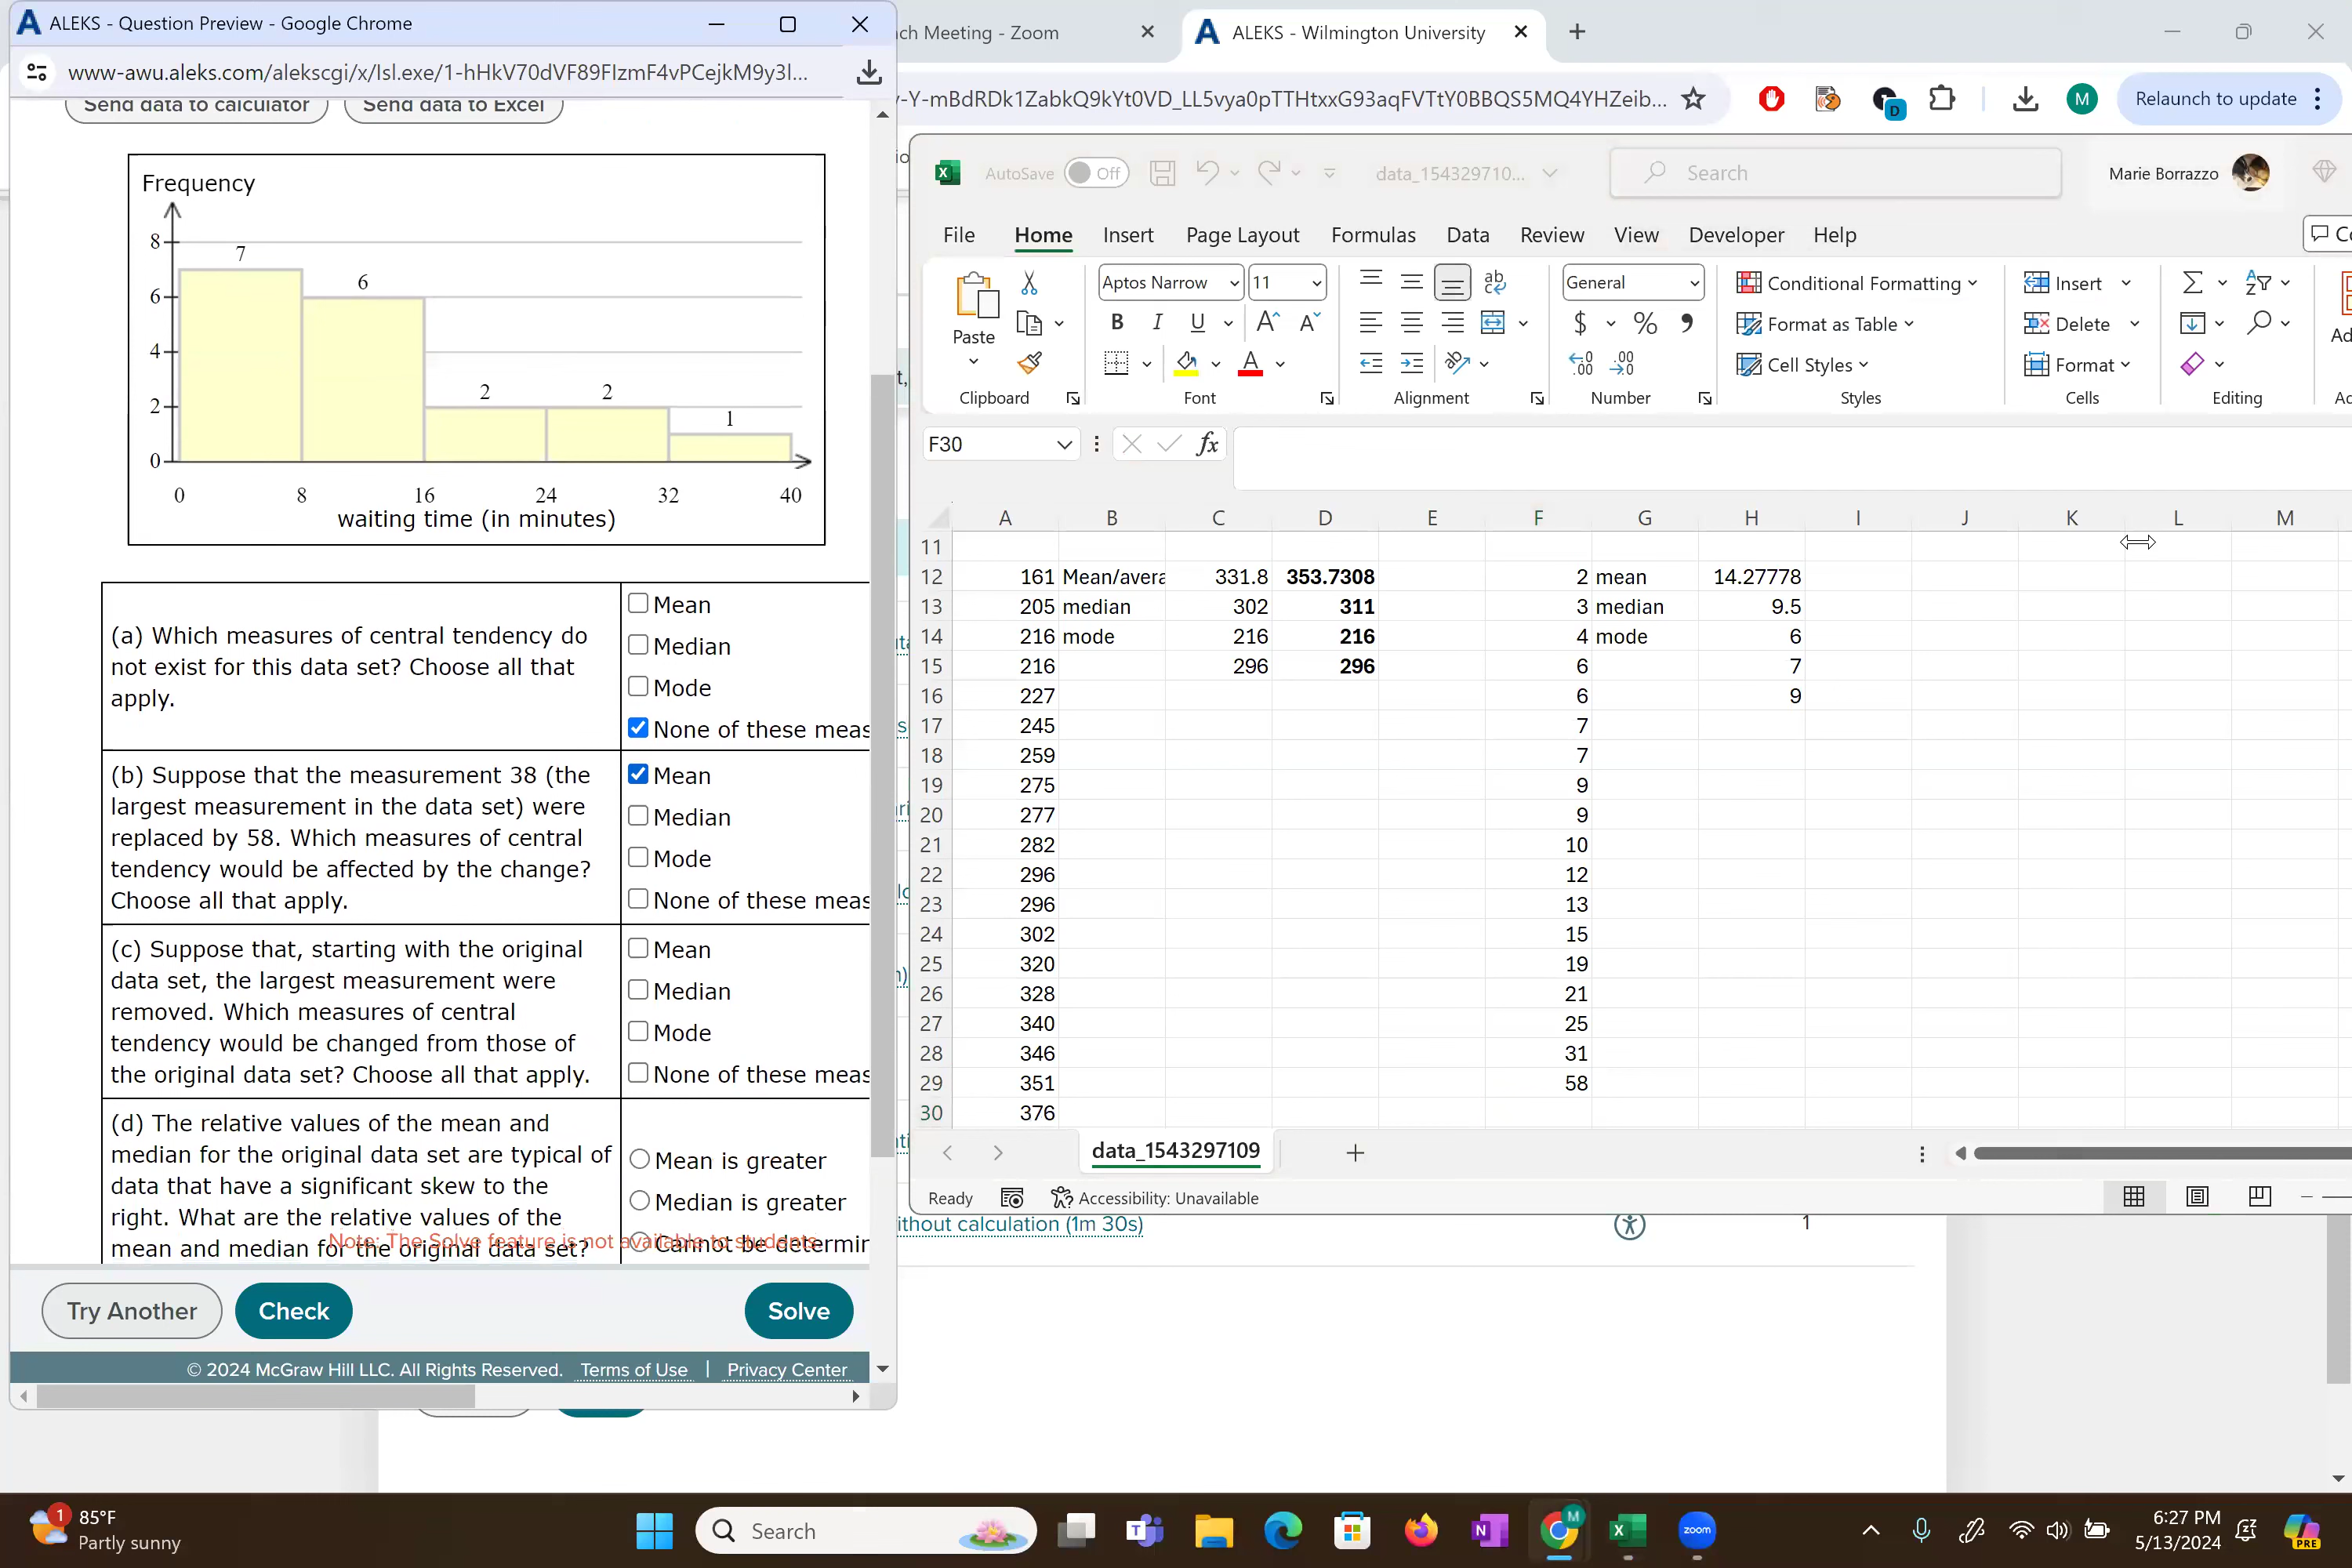 ALEKS - Question Preview - Google Chrome
www-awu.aleks.com/alekscgi/x/Isl.exe/1-hHkV70dVF89FIzmF4vPCejkM9y3l...
Send data to calculator
Send data to Excel
Frequency
8
6
4
2
0
7
6
2
2
1
0
8
16
24
32
40
waiting time (in minutes)
(a) Which measures of central tendency do
not exist for this data set? Choose all that
apply.
Mean
Median
Mode
None of these meas
(b) Suppose that the measurement 38 (the
largest measurement in the data set) were
replaced by 58. Which measures of central
tendency would be affected by the change?
Choose all that apply.
Mean
Median
Mode
None of these meas
(c) Suppose that, starting with the original
data set, the largest measurement were
removed. Which measures of central
tendency would be changed from those of
the original data set? Choose all that apply.
Mean
Median
Mode
None of these meas
(d) The relative values of the mean and
median for the original data set are typical of
data that have a significant skew to the
right. What are the relative values of the
mean and median for the original data set?
Mean is greater
Median is greater
Cannot be determin
Note: The Solve feature is not available to students.
Try Another
Check
Solve
© 2024 McGraw Hill LLC. All Rights Reserved. Terms of Use | Privacy Center
ch Meeting - Zoom
ALEKS - Wilmington University
-Y-mBdRDk1ZabkQ9kYt0VD_LL5vya0pTTHtxxG93aqFVTtY0BBQS5MQ4YHZeib...
D
M
Relaunch to update
AutoSave
Off
data_154329710...
Search
Marie Borrazzo
File
Home
Insert
Page Layout
Formulas
Data
Review
View
Developer
Help
Paste
Clipboard
Aptos Narrow
11
B
I
U
Font
Alignment
General
Number
Conditional Formatting
Format as Table
Cell Styles
Styles
Insert
Delete
Format
Cells
Editing
F30
fx
A B C D E F G H I J K L M
11
12 161 Mean/avera 331.8 353.7308 2 mean 14.27778
13 205 median 302 311 3 median 9.5
14 216 mode 216 216 4 mode 6
15 216 296 296 6 7
16 227 6 9
17 245 7
18 259 7
19 275 9
20 277 9
21 282 10
22 296 12
23 296 13
24 302 15
25 320 19
26 328 21
27 340 25
28 346 31
29 351 58
30 376
data_1543297109
Ready
Accessibility: Unavailable
ithout calculation (1m 30s)
1
1
85°F
Partly sunny
Search
zoom
6:27 PM
5/13/2024
PRE